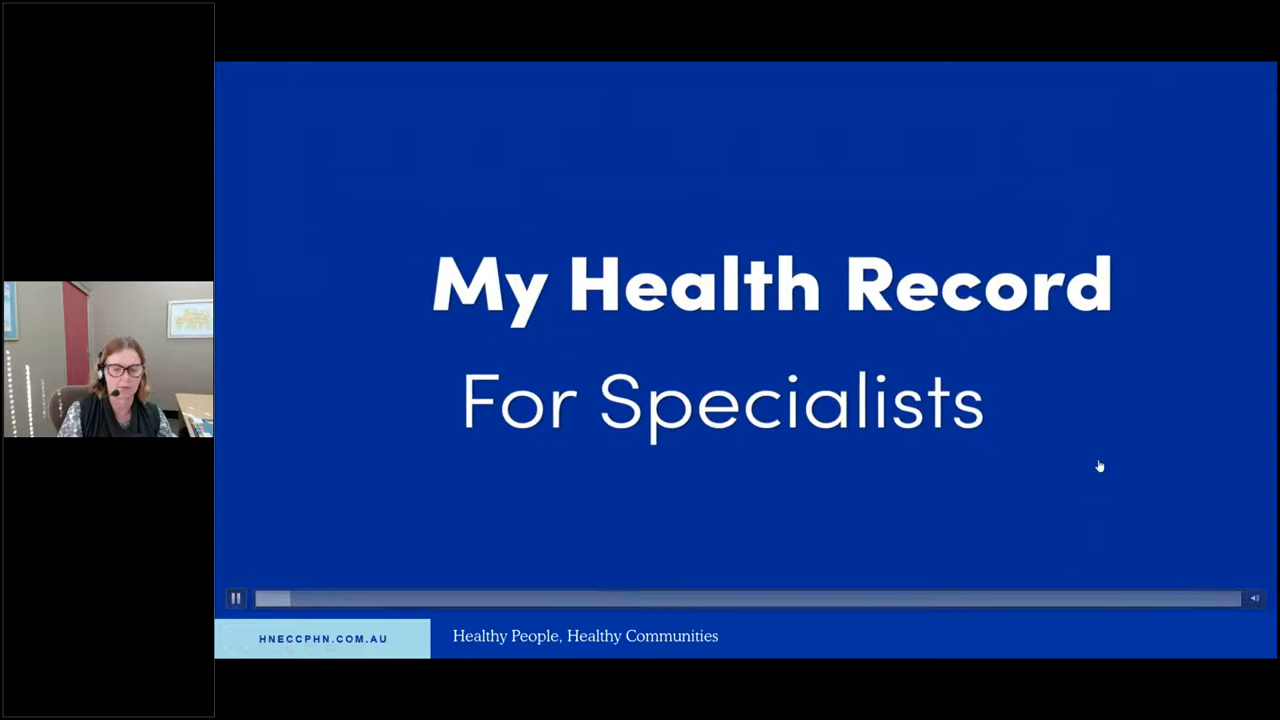 My Health Record
For Specialists
HNECCPHN.COM.AU
Healthy People, Healthy Communities